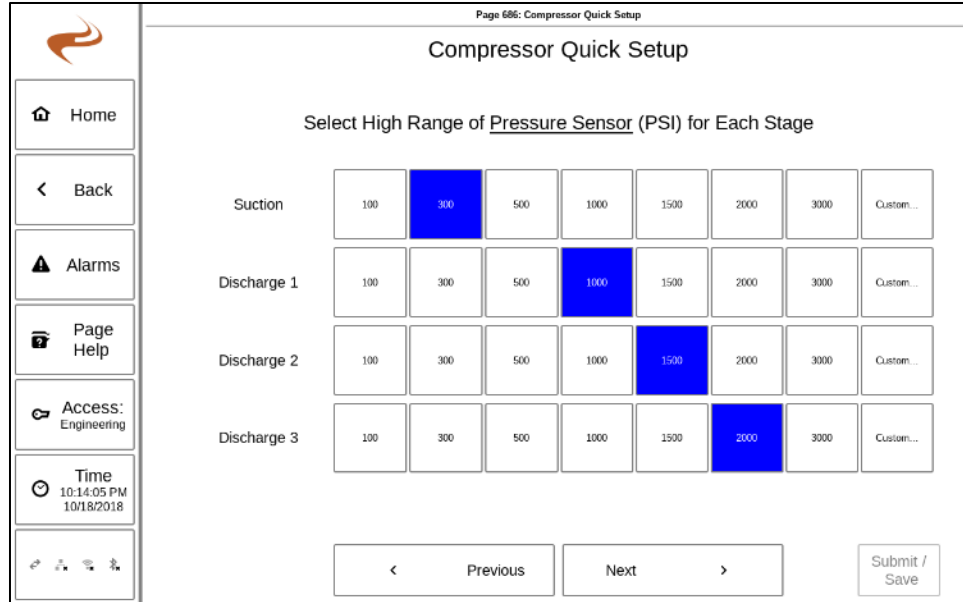 Page 686: Compressor Quick Setup
Compressor Quick Setup
Home
Back
Alarms
Page
Help
Access:
Engineering
Time
10:14:05 PM
10/18/2018
Select High Range of Pressure Sensor (PSI) for Each Stage
Suction 100 300 500 1000 1500 2000 3000 Custom...
Discharge 1 100 300 500 1000 1500 2000 3000 Custom...
Discharge 2 100 300 500 1000 1500 2000 3000 Custom...
Discharge 3 100 300 500 1000 1500 2000 3000 Custom...
< Previous Next >
Submit /
Save